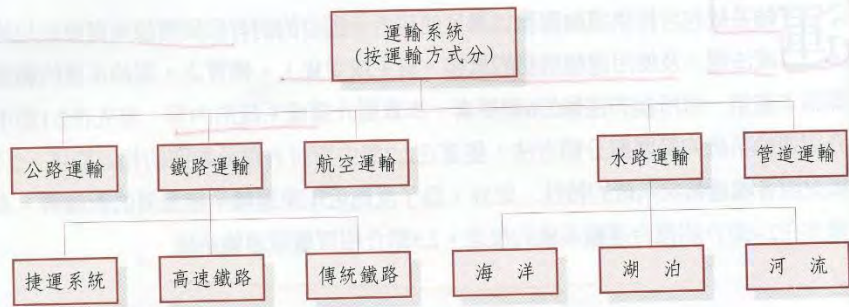 運輸系統
(按運輸方式分)
公路運輸
鐵路運輸
航空運輸
水路運輸
管道運輸
捷運系統
高速鐵路
傳統鐵路
海 洋
湖 泊
河 流